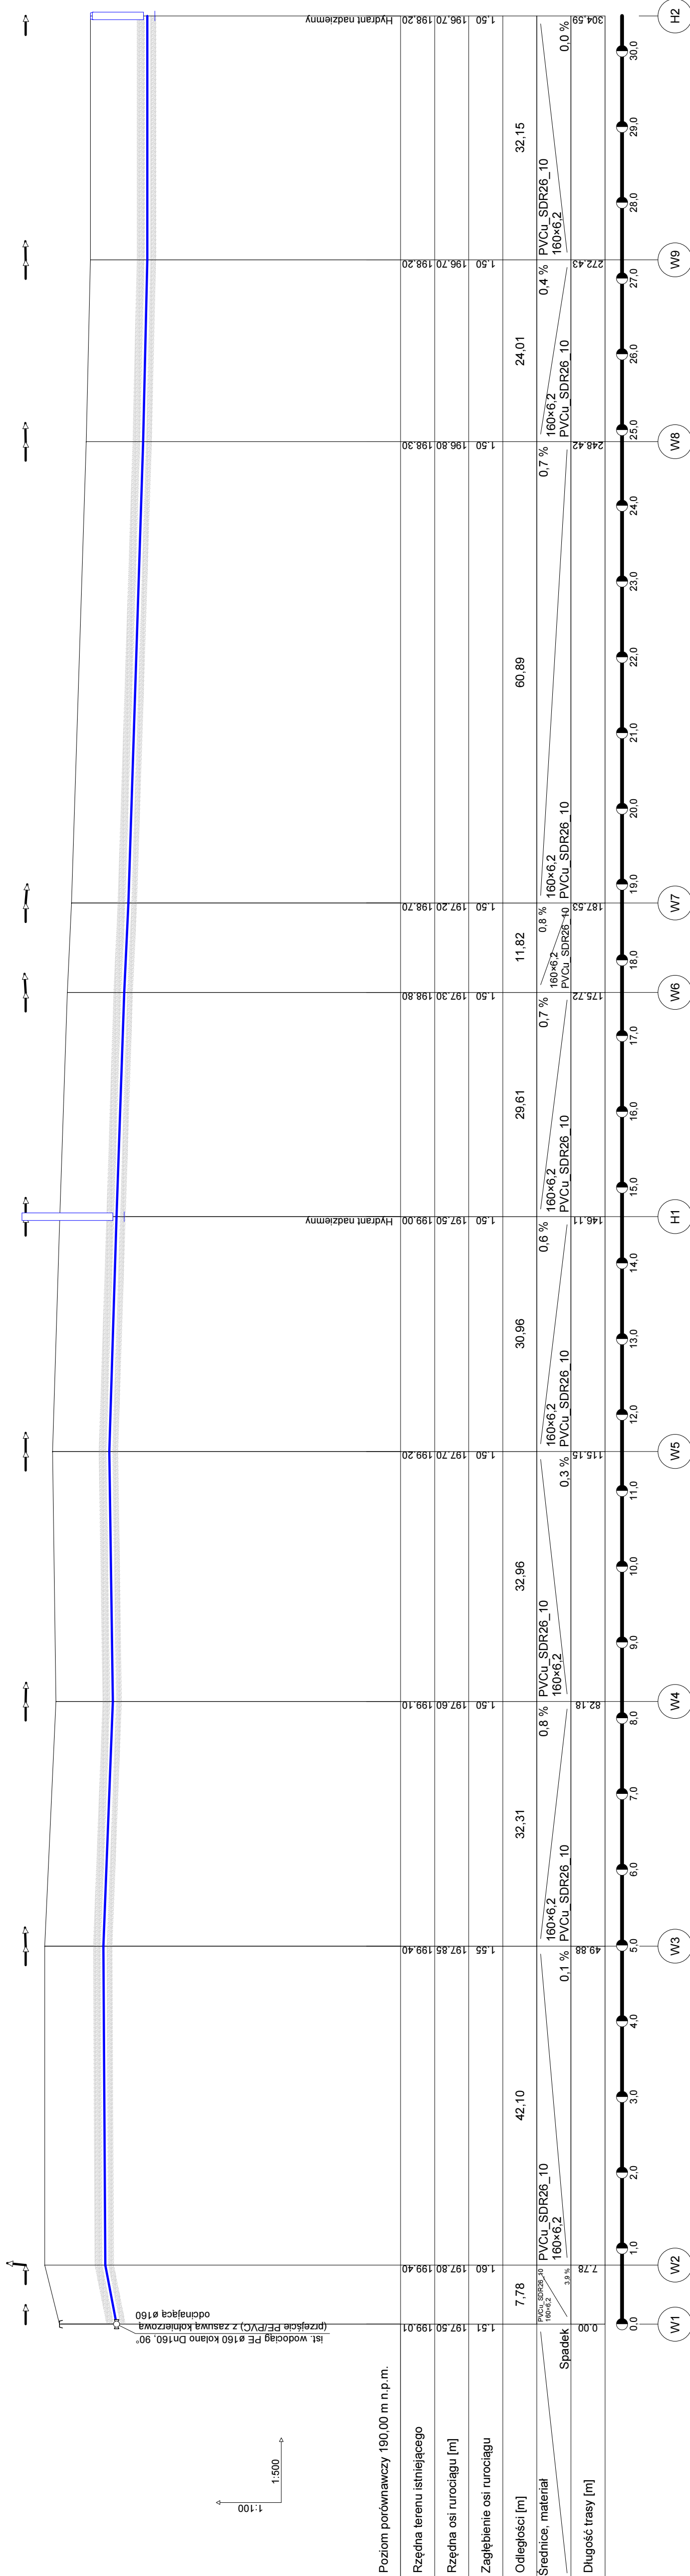 ist. wodociąg PE ø160 kolano Dn160, 90°
(przejście PE/PVC) z zasuwą kołnierzową
odcinającą ø160
1:100
1:500
Poziom porównawczy 190,00 m n.p.m.
Hydrant nadziemny
Hydrant nadziemny
Rzędna terenu istniejącego
199.01 199.40 199.40 199.10 199.20 199.00 198.80 198.70 198.30 198.20 198.20
Rzędna osi rurociągu [m]
197.50 197.80 197.85 197.60 197.70 197.50 197.30 197.20 196.80 196.70 196.70
Zagłębienie osi rurociągu
1.51 1.60 1.55 1.50 1.50 1.50 1.50 1.50 1.50 1.50 1.50
Odległości [m]
7,78 42,10 32,31 32,96 30,96 29,61 11,82 60,89 24,01 32,15
Średnice, materiał
Spadek
PVCu_SDR26_10
160×6,2
3,9 %
PVCu_SDR26_10
160×6,2
0,1 %
160×6,2
PVCu_SDR26_10
0,8 %
PVCu_SDR26_10
160×6,2
0,3 %
160×6,2
PVCu_SDR26_10
0,6 %
160×6,2
PVCu_SDR26_10
0,7 %
160×6,2
PVCu_SDR26_10
0,8 %
160×6,2
PVCu_SDR26_10
0,7 %
160×6,2
PVCu_SDR26_10
0,4 %
PVCu_SDR26_10
160×6,2
0,0 %
Długość trasy [m]
0.00 7.78 49.88 82.18 115.15 146.11 175.72 187.53 248.42 272.43 304.59
0,0 1,0 2,0 3,0 4,0 5,0 6,0 7,0 8,0 9,0 10,0 11,0 12,0 13,0 14,0 15,0 16,0 17,0 18,0 19,0 20,0 21,0 22,0 23,0 24,0 25,0 26,0 27,0 28,0 29,0 30,0
W1 W2 W3 W4 W5 H1 W6 W7 W8 W9 H2